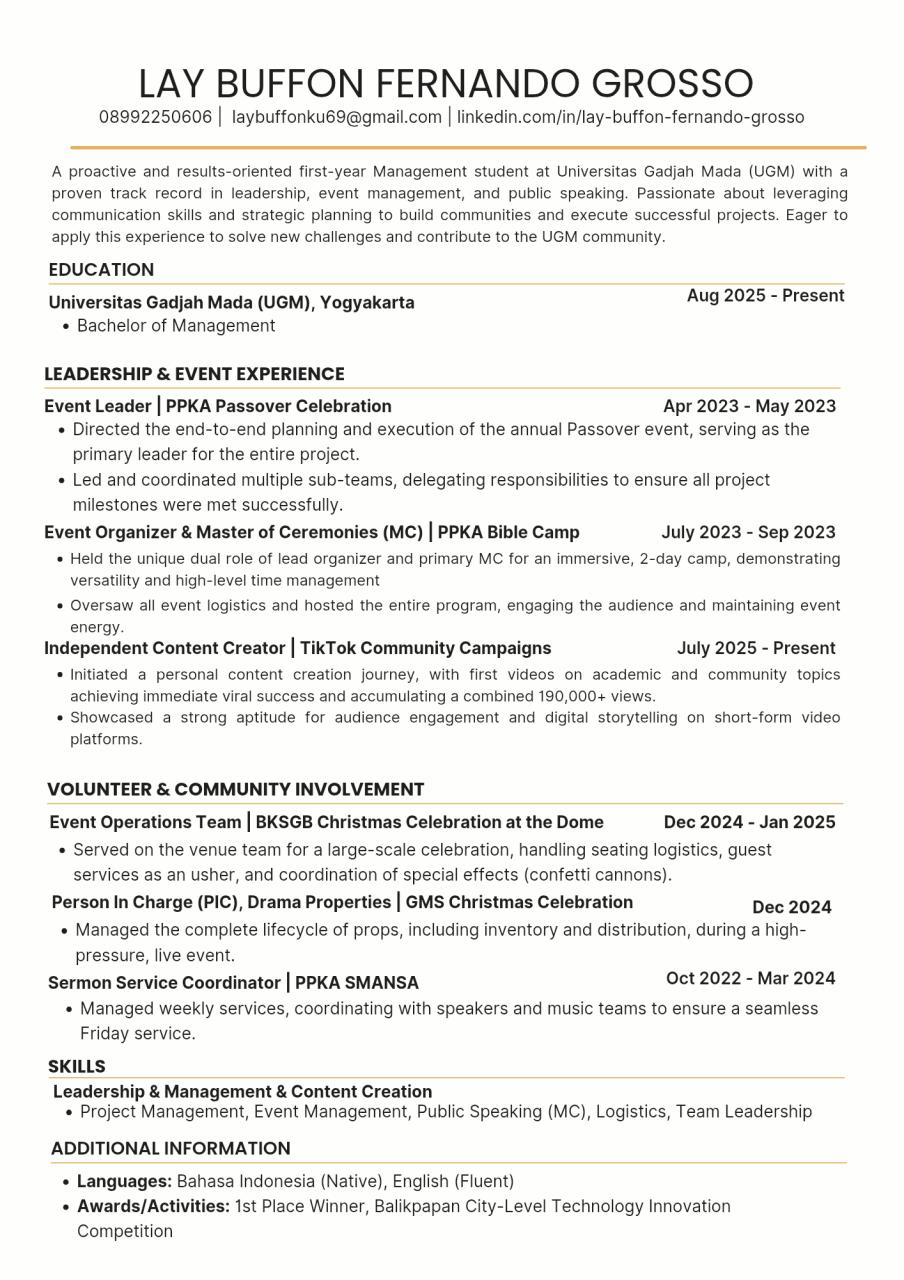 LAY BUFFON FERNANDO GROSSO
08992250606 | laybuffonku69@gmail.com | linkedin.com/in/lay-buffon-fernando-grosso
A proactive and results-oriented first-year Management student at Universitas Gadjah Mada (UGM) with a
proven track record in leadership, event management, and public speaking. Passionate about leveraging
communication skills and strategic planning to build communities and execute successful projects. Eager to
apply this experience to solve new challenges and contribute to the UGM community.
EDUCATION
Universitas Gadjah Mada (UGM), Yogyakarta Aug 2025 - Present
• Bachelor of Management
LEADERSHIP & EVENT EXPERIENCE
Event Leader | PPKA Passover Celebration Apr 2023 - May 2023
• Directed the end-to-end planning and execution of the annual Passover event, serving as the
primary leader for the entire project.
• Led and coordinated multiple sub-teams, delegating responsibilities to ensure all project
milestones were met successfully.
Event Organizer & Master of Ceremonies (MC) | PPKA Bible Camp July 2023 - Sep 2023
• Held the unique dual role of lead organizer and primary MC for an immersive, 2-day camp, demonstrating
versatility and high-level time management
• Oversaw all event logistics and hosted the entire program, engaging the audience and maintaining event
energy.
Independent Content Creator | TikTok Community Campaigns July 2025 - Present
• Initiated a personal content creation journey, with first videos on academic and community topics
achieving immediate viral success and accumulating a combined 190,000+ views.
• Showcased a strong aptitude for audience engagement and digital storytelling on short-form video
platforms.
VOLUNTEER & COMMUNITY INVOLVEMENT
Event Operations Team | BKSGB Christmas Celebration at the Dome Dec 2024 - Jan 2025
• Served on the venue team for a large-scale celebration, handling seating logistics, guest
services as an usher, and coordination of special effects (confetti cannons).
Person In Charge (PIC), Drama Properties | GMS Christmas Celebration Dec 2024
• Managed the complete lifecycle of props, including inventory and distribution, during a high-
pressure, live event.
Sermon Service Coordinator | PPKA SMANSA Oct 2022 - Mar 2024
• Managed weekly services, coordinating with speakers and music teams to ensure a seamless
Friday service.
SKILLS
Leadership & Management & Content Creation
• Project Management, Event Management, Public Speaking (MC), Logistics, Team Leadership
ADDITIONAL INFORMATION
• Languages: Bahasa Indonesia (Native), English (Fluent)
• Awards/Activities: 1st Place Winner, Balikpapan City-Level Technology Innovation
Competition